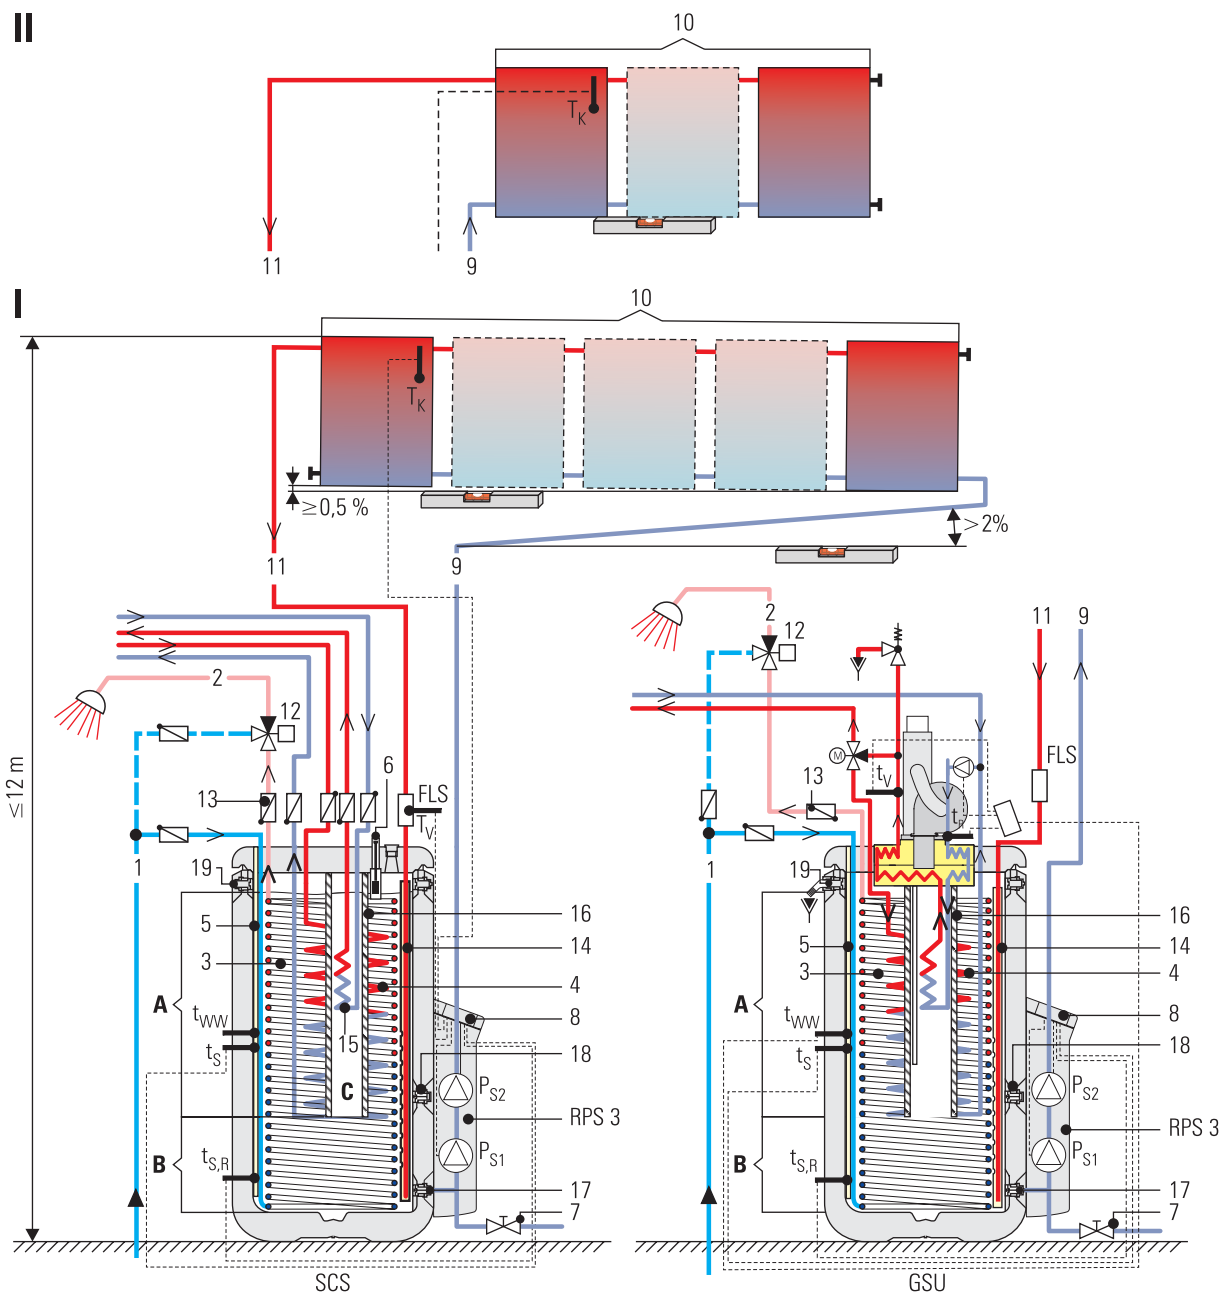 II
10
T_K
11
9
I
10
T_K
≥0,5 %
>2%
11
9
≤12 m
2
12
11
9
2
12
6
FLS
T_V
13
M
t_V
13
FLS
t_R
1
19
1
19
5
3
16
14
4
A
8
t_WW
t_S
15
18
C
P_S2
RPS 3
B
t_S,R
P_S1
17
7
SCS
5
3
16
14
4
A
8
t_WW
t_S
18
P_S2
RPS 3
B
t_S,R
P_S1
17
7
GSU